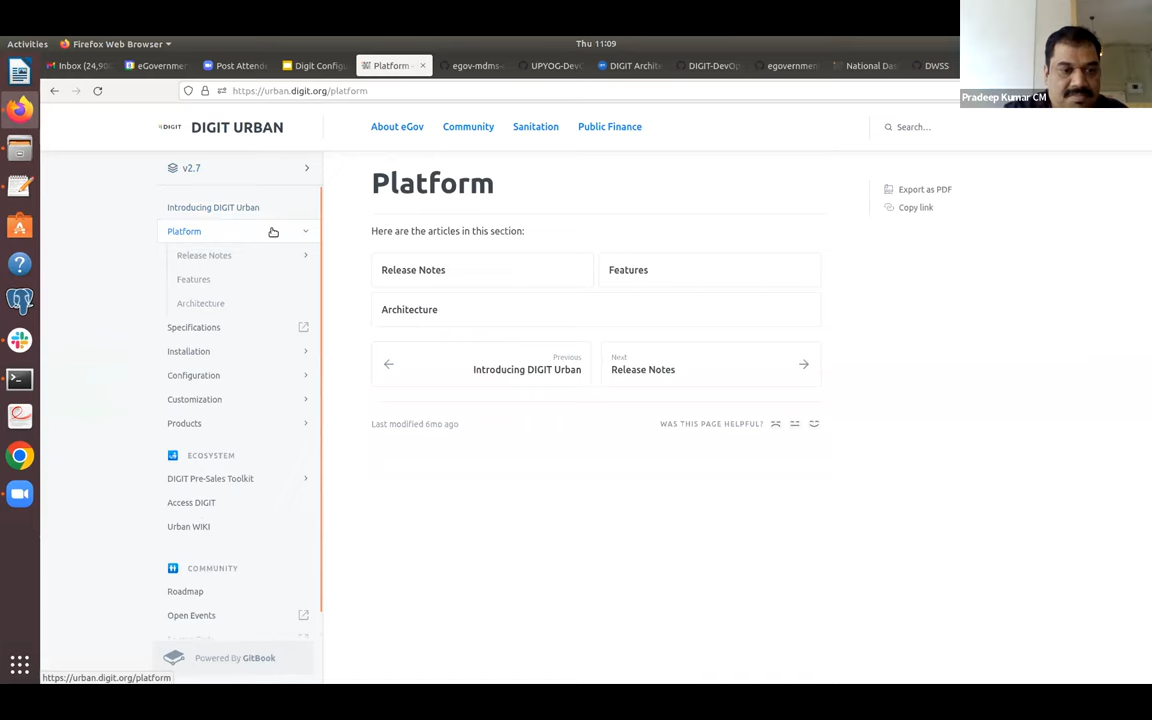 Activities
Firefox Web Browser
Thu 11:09
Inbox (24,90
eGovernmer
Post Attend
Digit Config
Platform
egov-mdms-
UPYOG-Dev
DIGIT Archite
DIGIT-DevOp
egovernmen
National Das
DWSS
Pradeep Kumar CM
https://urban.digit.org/platform
DIGIT
DIGIT URBAN
About eGov
Community
Sanitation
Public Finance
Search...
v2.7
Introducing DIGIT Urban
Platform
Release Notes
Features
Architecture
Specifications
Installation
Configuration
Customization
Products
ECOSYSTEM
DIGIT Pre-Sales Toolkit
Access DIGIT
Urban WIKI
COMMUNITY
Roadmap
Open Events
Powered By GitBook
https://urban.digit.org/platform
Platform
Here are the articles in this section:
Release Notes
Features
Architecture
Previous
Introducing DIGIT Urban
Next
Release Notes
Last modified 6mo ago
WAS THIS PAGE HELPFUL?
Export as PDF
Copy link